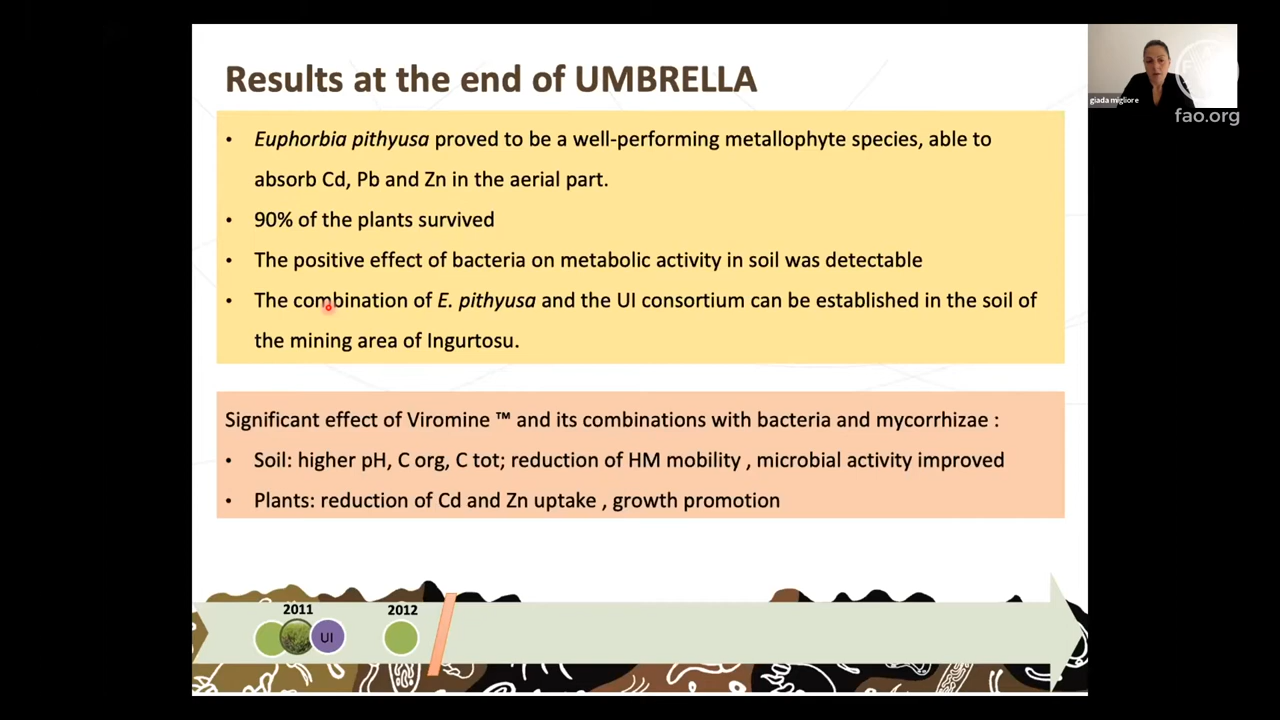 Results at the end of UMBRELLA
• Euphorbia pithyusa proved to be a well-performing metallophyte species, able to
absorb Cd, Pb and Zn in the aerial part.
• 90% of the plants survived
• The positive effect of bacteria on metabolic activity in soil was detectable
• The combination of E. pithyusa and the UI consortium can be established in the soil of
the mining area of Ingurtosu.
Significant effect of Viromine ™ and its combinations with bacteria and mycorrhizae :
• Soil: higher pH, C org, C tot; reduction of HM mobility , microbial activity improved
• Plants: reduction of Cd and Zn uptake , growth promotion
2011
2012
UI
giada migliore
fao.org